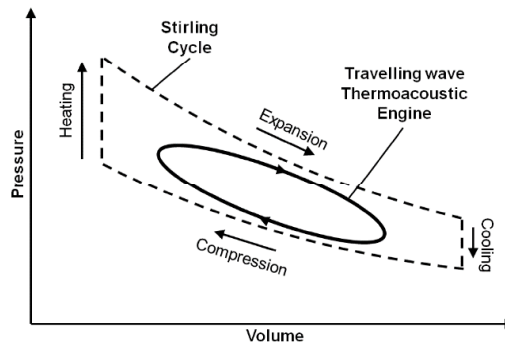 Stirling
Cycle
Travelling wave
Thermoacoustic
Engine
Heating
Expansion
Pressure
Cooling
Compression
Volume